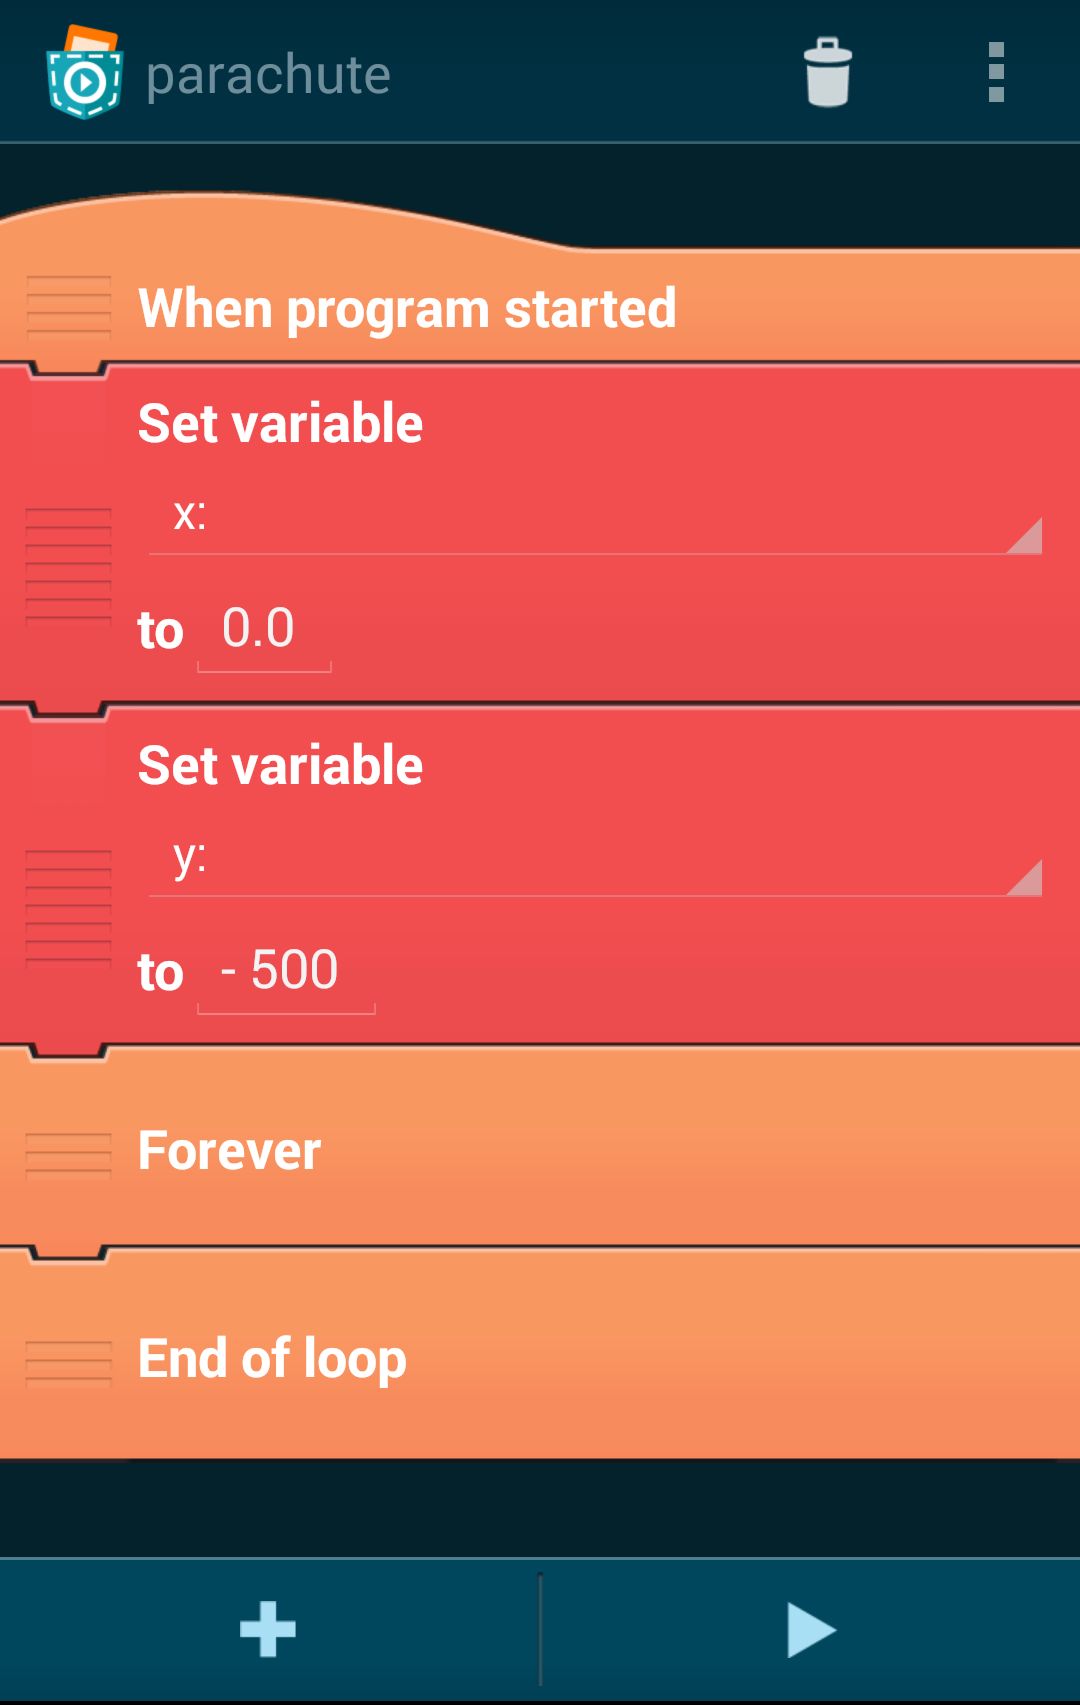 parachute
When program started
Set variable
x:
to 0.0
Set variable
y:
to - 500
Forever
End of loop